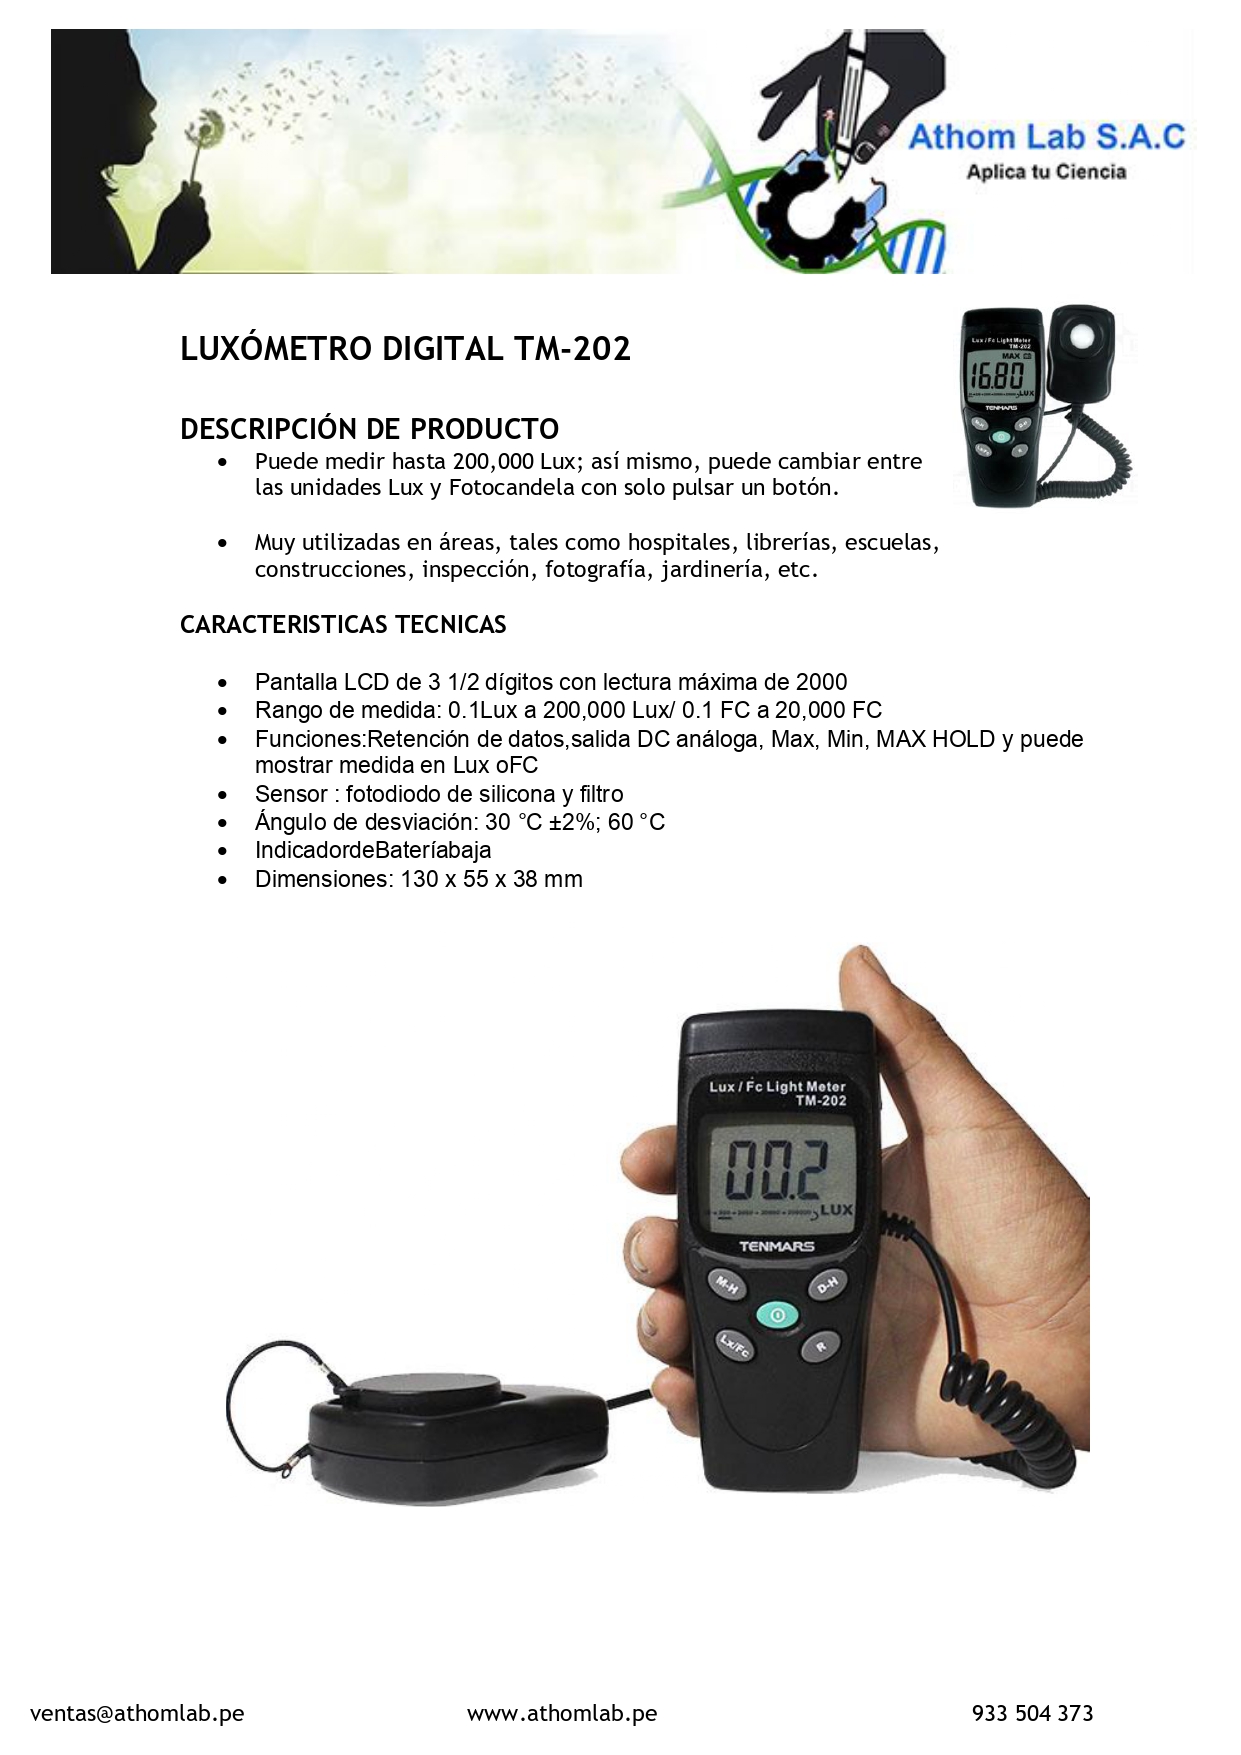 Athom Lab S.A.C
Aplica tu Ciencia
LUXÓMETRO DIGITAL TM-202
Lux / Fc Light Meter
TM-202
MAX
16.80
LUX
TENMARS
DESCRIPCIÓN DE PRODUCTO
• Puede medir hasta 200,000 Lux; así mismo, puede cambiar entre
las unidades Lux y Fotocandela con solo pulsar un botón.
• Muy utilizadas en áreas, tales como hospitales, librerías, escuelas,
construcciones, inspección, fotografía, jardinería, etc.
CARACTERISTICAS TECNICAS
• Pantalla LCD de 3 1/2 dígitos con lectura máxima de 2000
• Rango de medida: 0.1Lux a 200,000 Lux/ 0.1 FC a 20,000 FC
• Funciones:Retención de datos,salida DC análoga, Max, Min, MAX HOLD y puede
mostrar medida en Lux oFC
• Sensor : fotodiodo de silicona y filtro
• Ángulo de desviación: 30 °C ±2%; 60 °C
• IndicadordeBateríabaja
• Dimensiones: 130 x 55 x 38 mm
Lux / Fc Light Meter
TM-202
00.2
LUX
TENMARS
M-H D-H
Lx/Fc R
ventas@athomlab.pe www.athomlab.pe 933 504 373